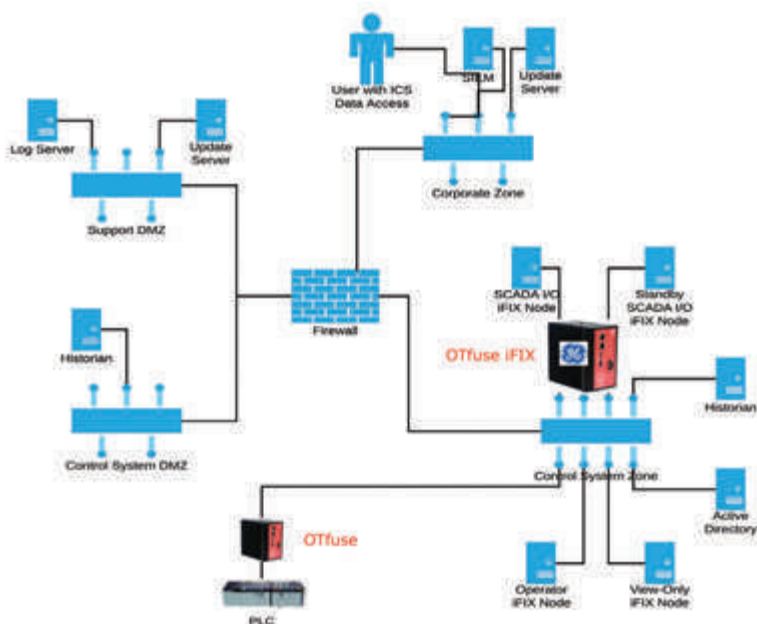 User with ICS
Data Access
Update
Server
Log Server
Update
Server
Corporate Zone
Support DMZ
SCADA I/O
iFIX Node
Standby
SCADA I/O
iFIX Node
Firewall
OTfuse iFIX
Historian
Historian
Control System DMZ
Control System Zone
Active
Directory
OTfuse
Operator
iFIX Node
View-Only
iFIX Node
PLC